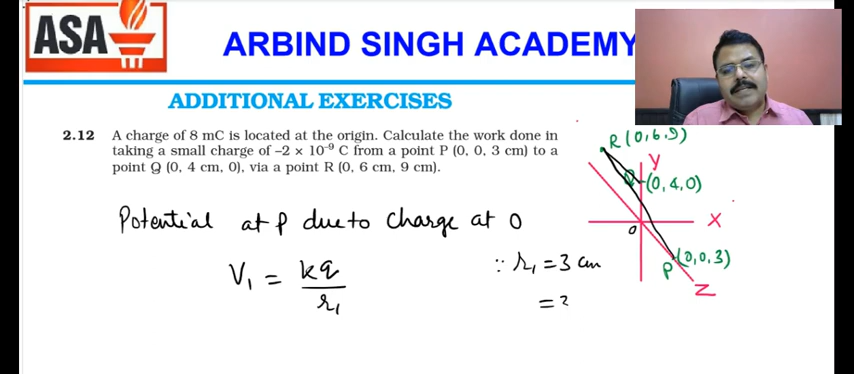 ASA
ARBIND SINGH ACADEMY
ADDITIONAL EXERCISES
2.12 A charge of 8 mC is located at the origin. Calculate the work done in
taking a small charge of –2 × 10⁻⁹ C from a point P (0, 0, 3 cm) to a
point Q (0, 4 cm, 0), via a point R (0, 6 cm, 9 cm).
R(0,6,9)
Y
Q(0,4,0)
X
O
P(0,0,3)
Z
Potential at P due to charge at O
V₁ = kq/r₁
∵ r₁ = 3 cm
=